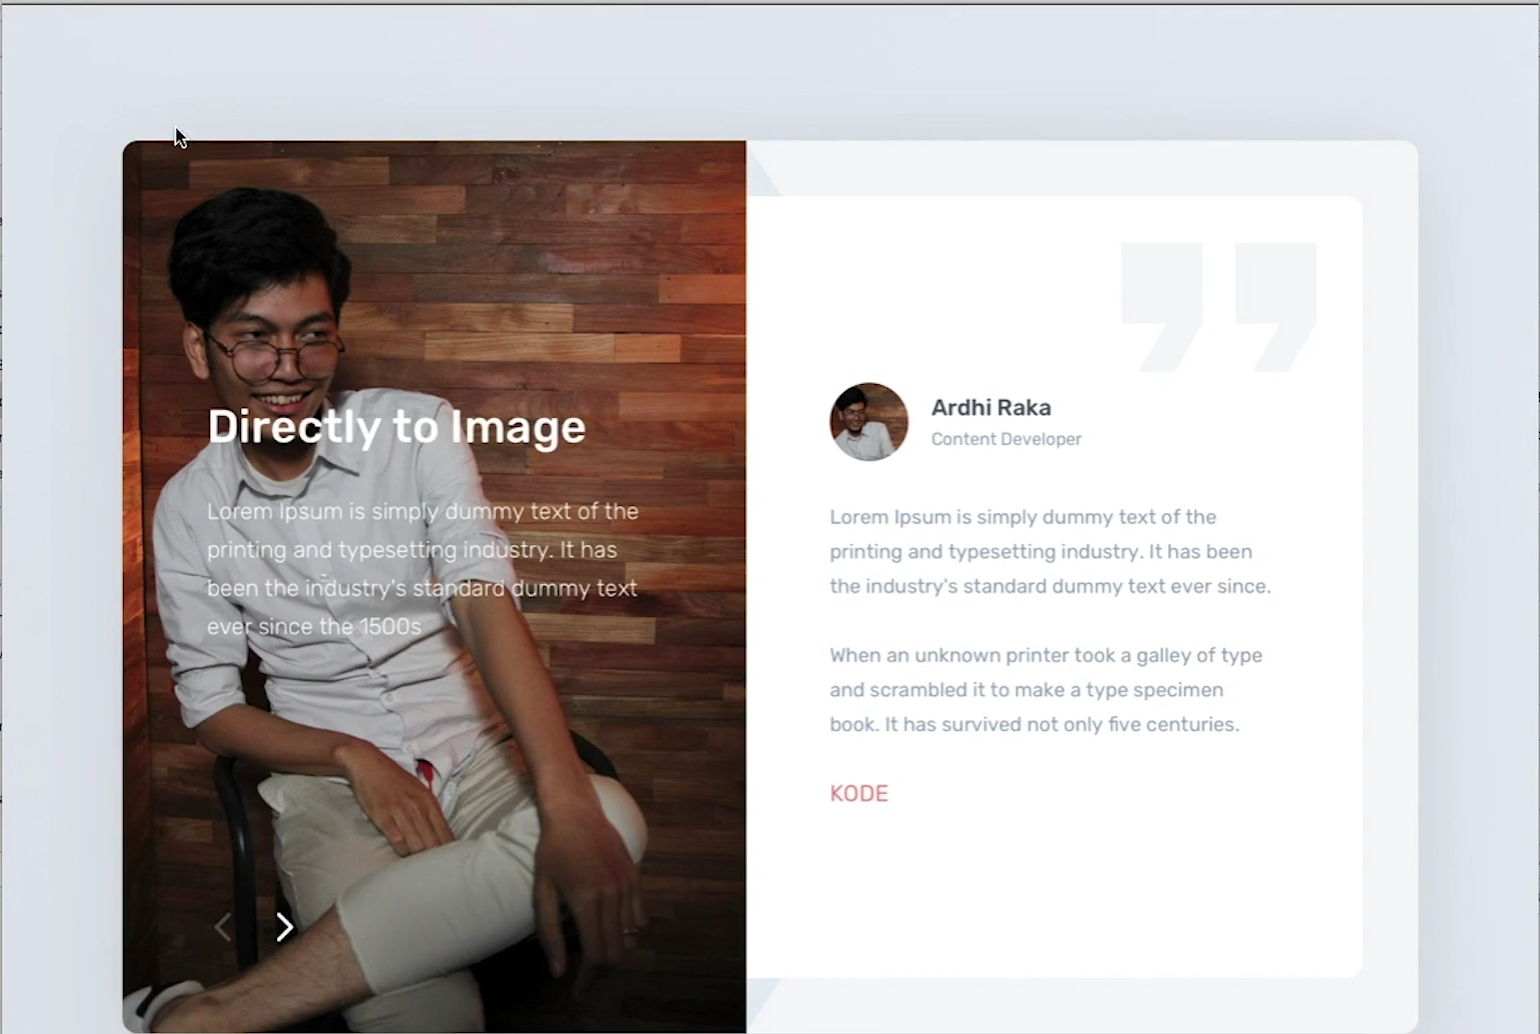 Directly to Image
Lorem Ipsum is simply dummy text of the
printing and typesetting industry. It has
been the industry's standard dummy text
ever since the 1500s
Ardhi Raka
Content Developer
Lorem Ipsum is simply dummy text of the
printing and typesetting industry. It has been
the industry's standard dummy text ever since.
When an unknown printer took a galley of type
and scrambled it to make a type specimen
book. It has survived not only five centuries.
KODE